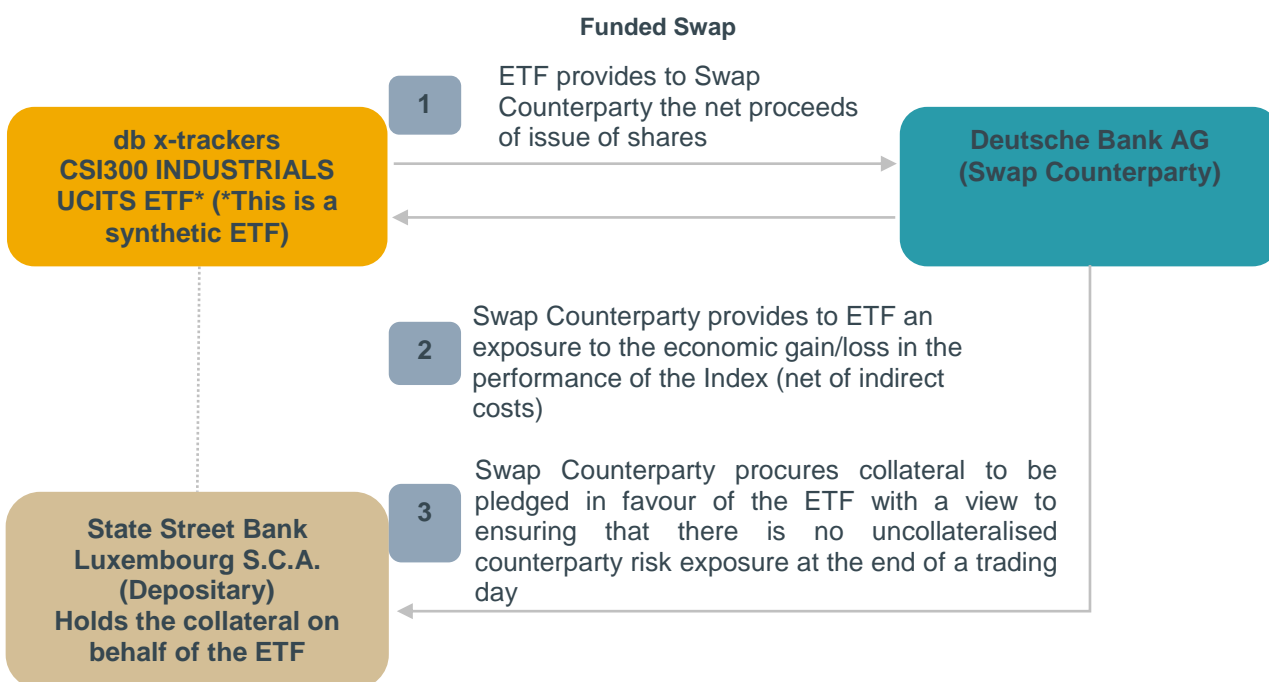 Funded Swap
1
ETF provides to Swap
Counterparty the net proceeds
of issue of shares
db x-trackers
CSI300 INDUSTRIALS
UCITS ETF* (*This is a
synthetic ETF)
Deutsche Bank AG
(Swap Counterparty)
2
Swap Counterparty provides to ETF an
exposure to the economic gain/loss in the
performance of the Index (net of indirect
costs)
3
Swap Counterparty procures collateral to be
pledged in favour of the ETF with a view to
ensuring that there is no uncollateralised
counterparty risk exposure at the end of a trading
day
State Street Bank
Luxembourg S.C.A.
(Depositary)
Holds the collateral on
behalf of the ETF